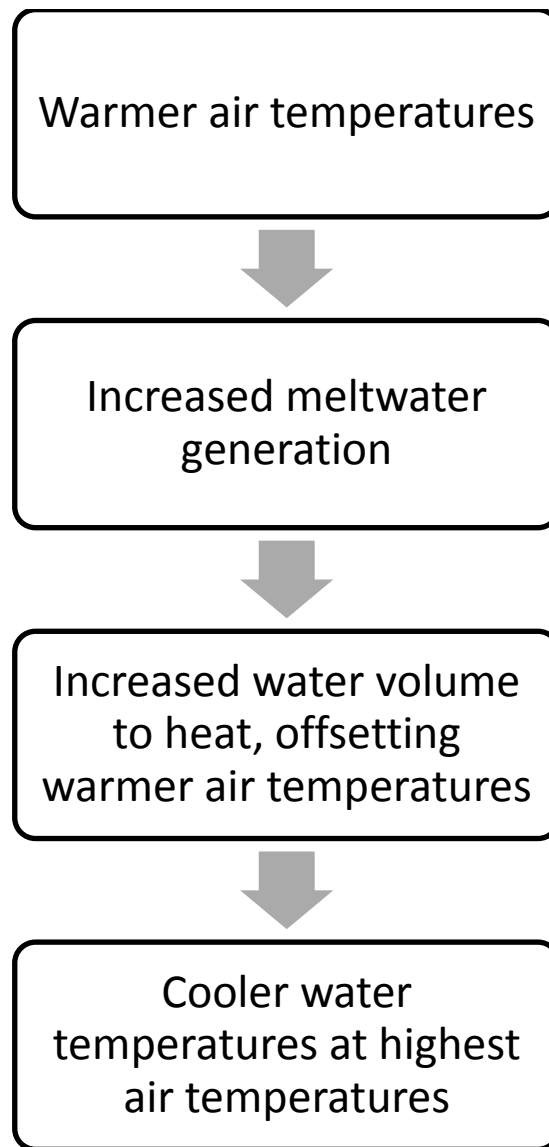 Warmer air temperatures
Increased meltwater
generation
Increased water volume
to heat, offsetting
warmer air temperatures
Cooler water
temperatures at highest
air temperatures